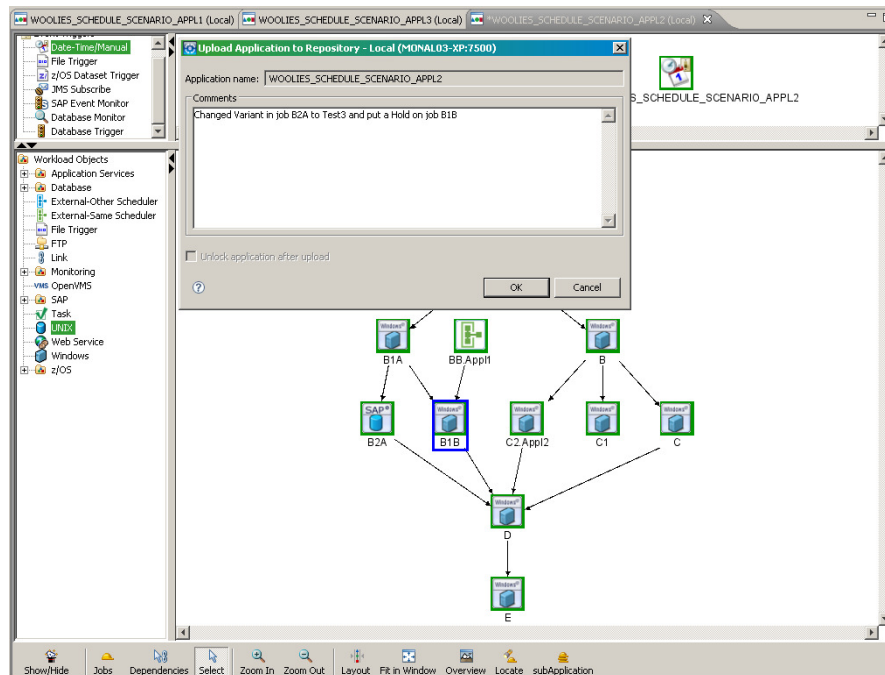 WOOLIES_SCHEDULE_SCENARIO_APPL1 (Local)
WOOLIES_SCHEDULE_SCENARIO_APPL3 (Local)
*WOOLIES_SCHEDULE_SCENARIO_APPL2 (Local)
Date-Time/Manual
File Trigger
z/OS Dataset Trigger
JMS Subscribe
SAP Event Monitor
Database Monitor
Database Trigger
Workload Objects
Application Services
Database
External-Other Scheduler
External-Same Scheduler
File Trigger
FTP
Link
Monitoring
VMS OpenVMS
SAP
Task
UNIX
Web Service
Windows
z/OS
Upload Application to Repository - Local (MONAL03-XP:7500)
Application name: WOOLIES_SCHEDULE_SCENARIO_APPL2
Comments
Changed Variant in job B2A to Test3 and put a Hold on job B1B
Unlock application after upload
OK
Cancel
S_SCHEDULE_SCENARIO_APPL2
B1A
BB.Appl1
B
SAP
B2A
B1B
C2.Appl2
C1
C
D
E
Show/Hide
Jobs
Dependencies
Select
Zoom In
Zoom Out
Layout
Fit in Window
Overview
Locate
subApplication